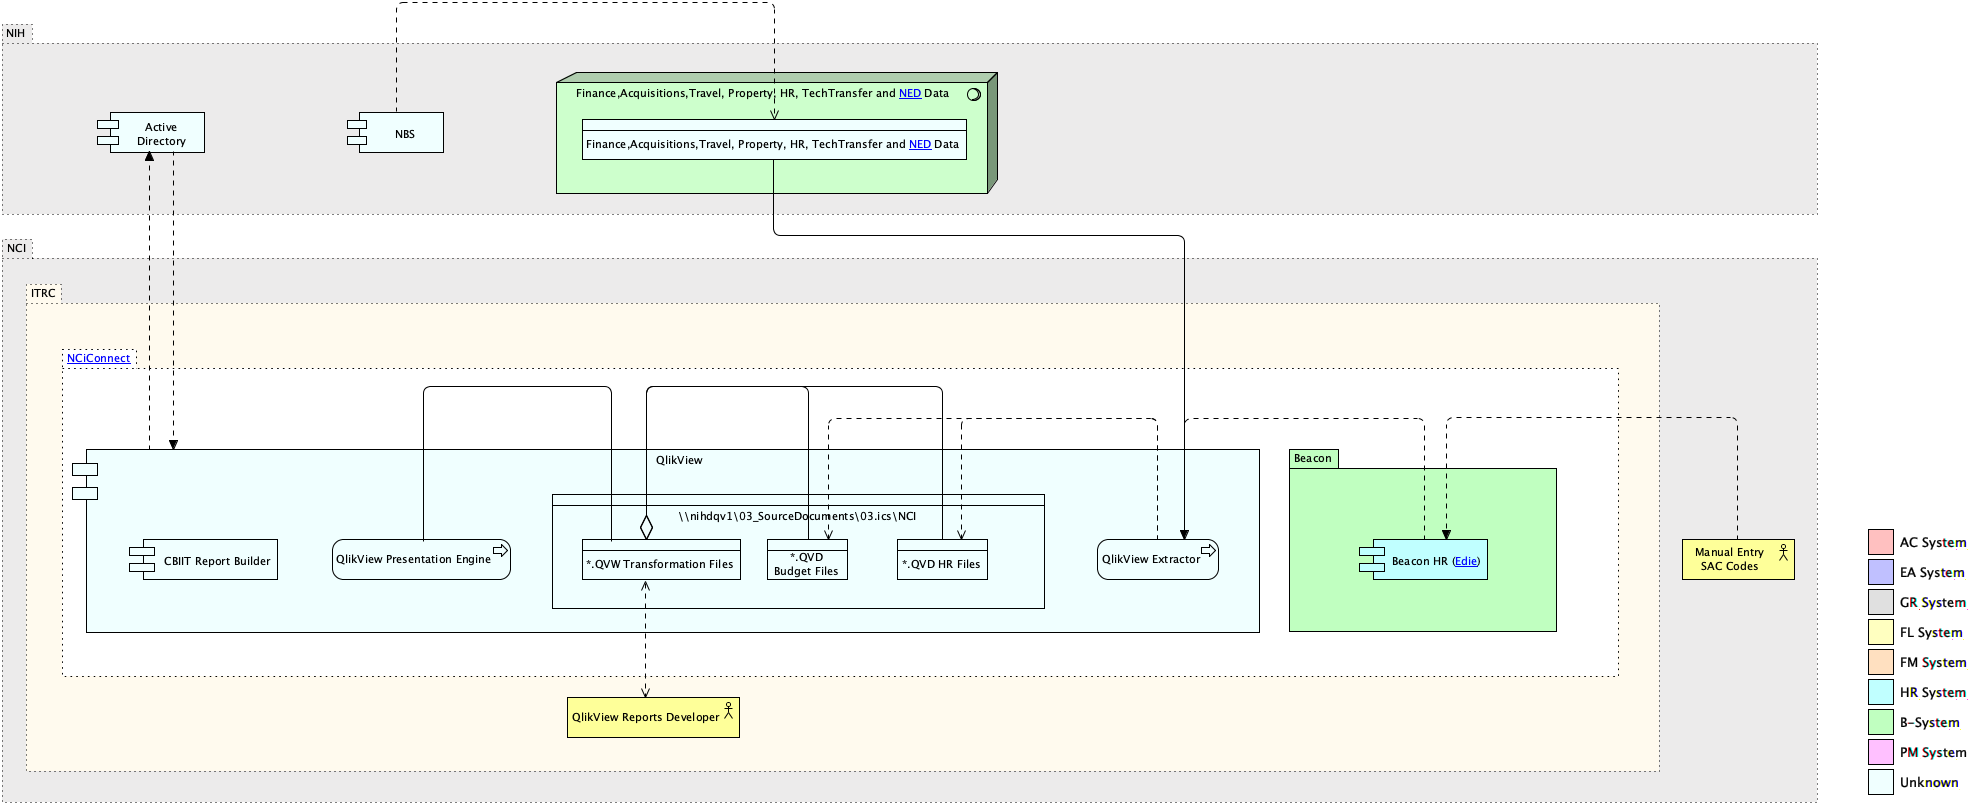 NIH
Finance,Acquisitions,Travel, Property, HR, TechTransfer and NED Data
Active
Directory
NBS
Finance,Acquisitions,Travel, Property, HR, TechTransfer and NED Data
NCI
ITRC
NCiConnect
QlikView
Beacon
\\nihdqv1\03_SourceDocuments\03.ics\NCI
CBIIT Report Builder
QlikView Presentation Engine
*.QVW Transformation Files
*.QVD
Budget Files
*.QVD HR Files
QlikView Extractor
Beacon HR (Edie)
Manual Entry
SAC Codes
QlikView Reports Developer
AC System
EA System
GR System
FL System
FM System
HR System
B-System
PM System
Unknown